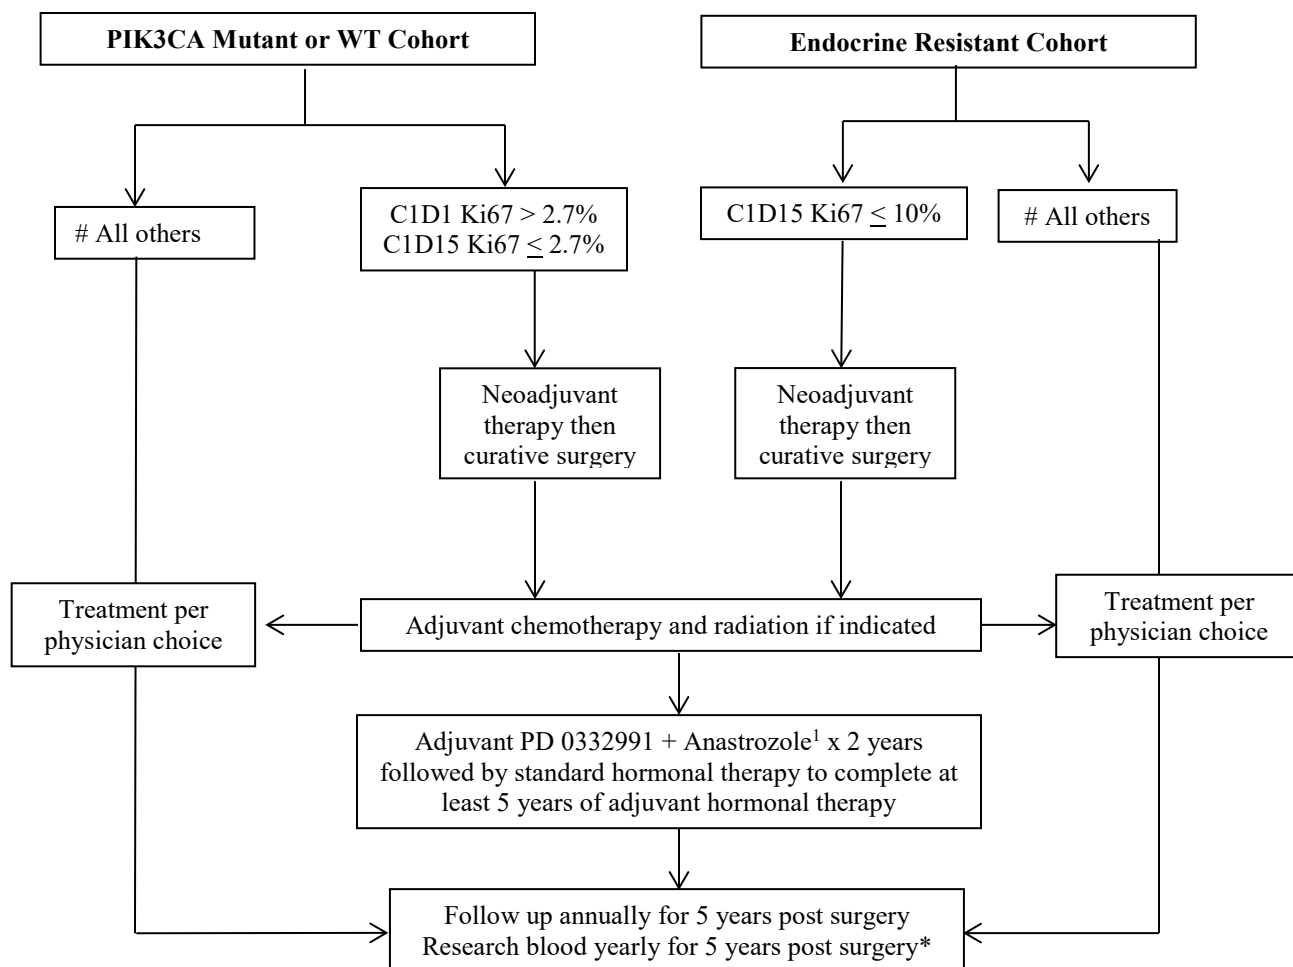 PIK3CA Mutant or WT Cohort
Endocrine Resistant Cohort
# All others
C1D1 Ki67 > 2.7%
C1D15 Ki67 ≤ 2.7%
C1D15 Ki67 ≤ 10%
# All others
Neoadjuvant
therapy then
curative surgery
Neoadjuvant
therapy then
curative surgery
Treatment per
physician choice
Adjuvant chemotherapy and radiation if indicated
Treatment per
physician choice
Adjuvant PD 0332991 + Anastrozole¹ x 2 years
followed by standard hormonal therapy to complete at
least 5 years of adjuvant hormonal therapy
Follow up annually for 5 years post surgery
Research blood yearly for 5 years post surgery*